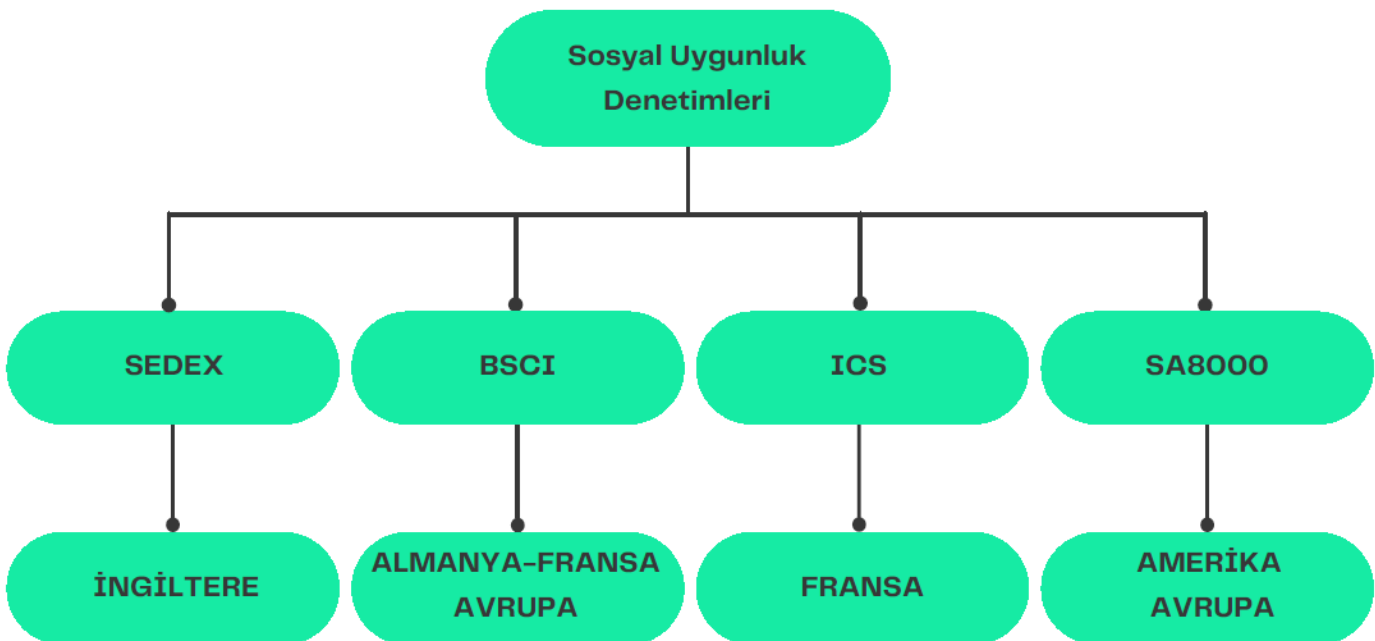 Sosyal Uygunluk
Denetimleri
SEDEX
BSCI
ICS
SA8000
İNGİLTERE
ALMANYA-FRANSA
AVRUPA
FRANSA
AMERİKA
AVRUPA